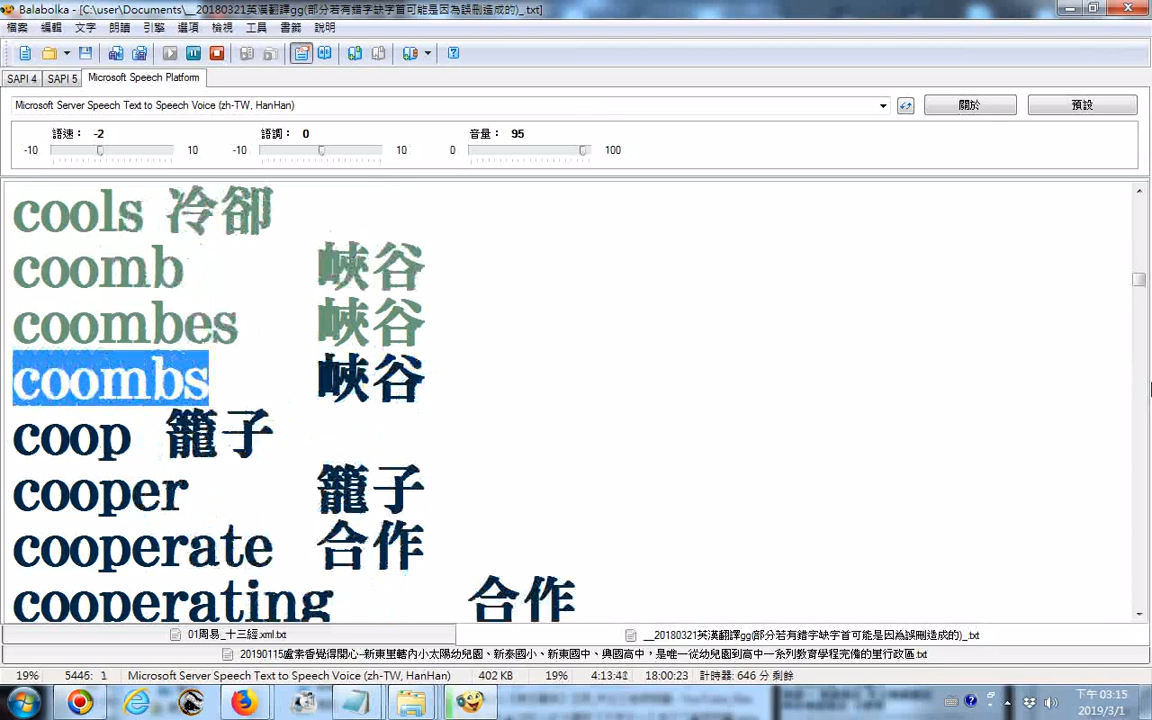 Balabolka - [C:\user\Documents\__20180321英漢翻譯gg(部分若有錯字缺字首可能是因為誤刪造成的)_.txt]
檔案 編輯 文字 朗讀 引擎 選項 檢視 工具 書籤 說明
SAPI 4 SAPI 5 Microsoft Speech Platform
Microsoft Server Speech Text to Speech Voice (zh-TW, HanHan) 關於 預設
語速： -2 語調： 0 音量： 95
-10 10 -10 10 0 100
cools 冷卻
coomb 峽谷
coombes 峽谷
coombs 峽谷
coop 籠子
cooper 籠子
cooperate 合作
cooperating 合作
01周易_十三經.xml.txt __20180321英漢翻譯gg(部分若有錯字缺字首可能是因為誤刪造成的)_.txt
20190115盧素香覺得開心-新東里轄內小太陽幼兒園、新泰國小、新東國中、興國高中，是唯一從幼兒園到高中一系列教育學程完備的里行政區.txt
19% 5445: 1 Microsoft Server Speech Text to Speech Voice (zh-TW, HanHan) 402 KB 19% 4:13:41 18:00:23 計時器: 646 分 剩餘
下午 03:15
2019/3/1